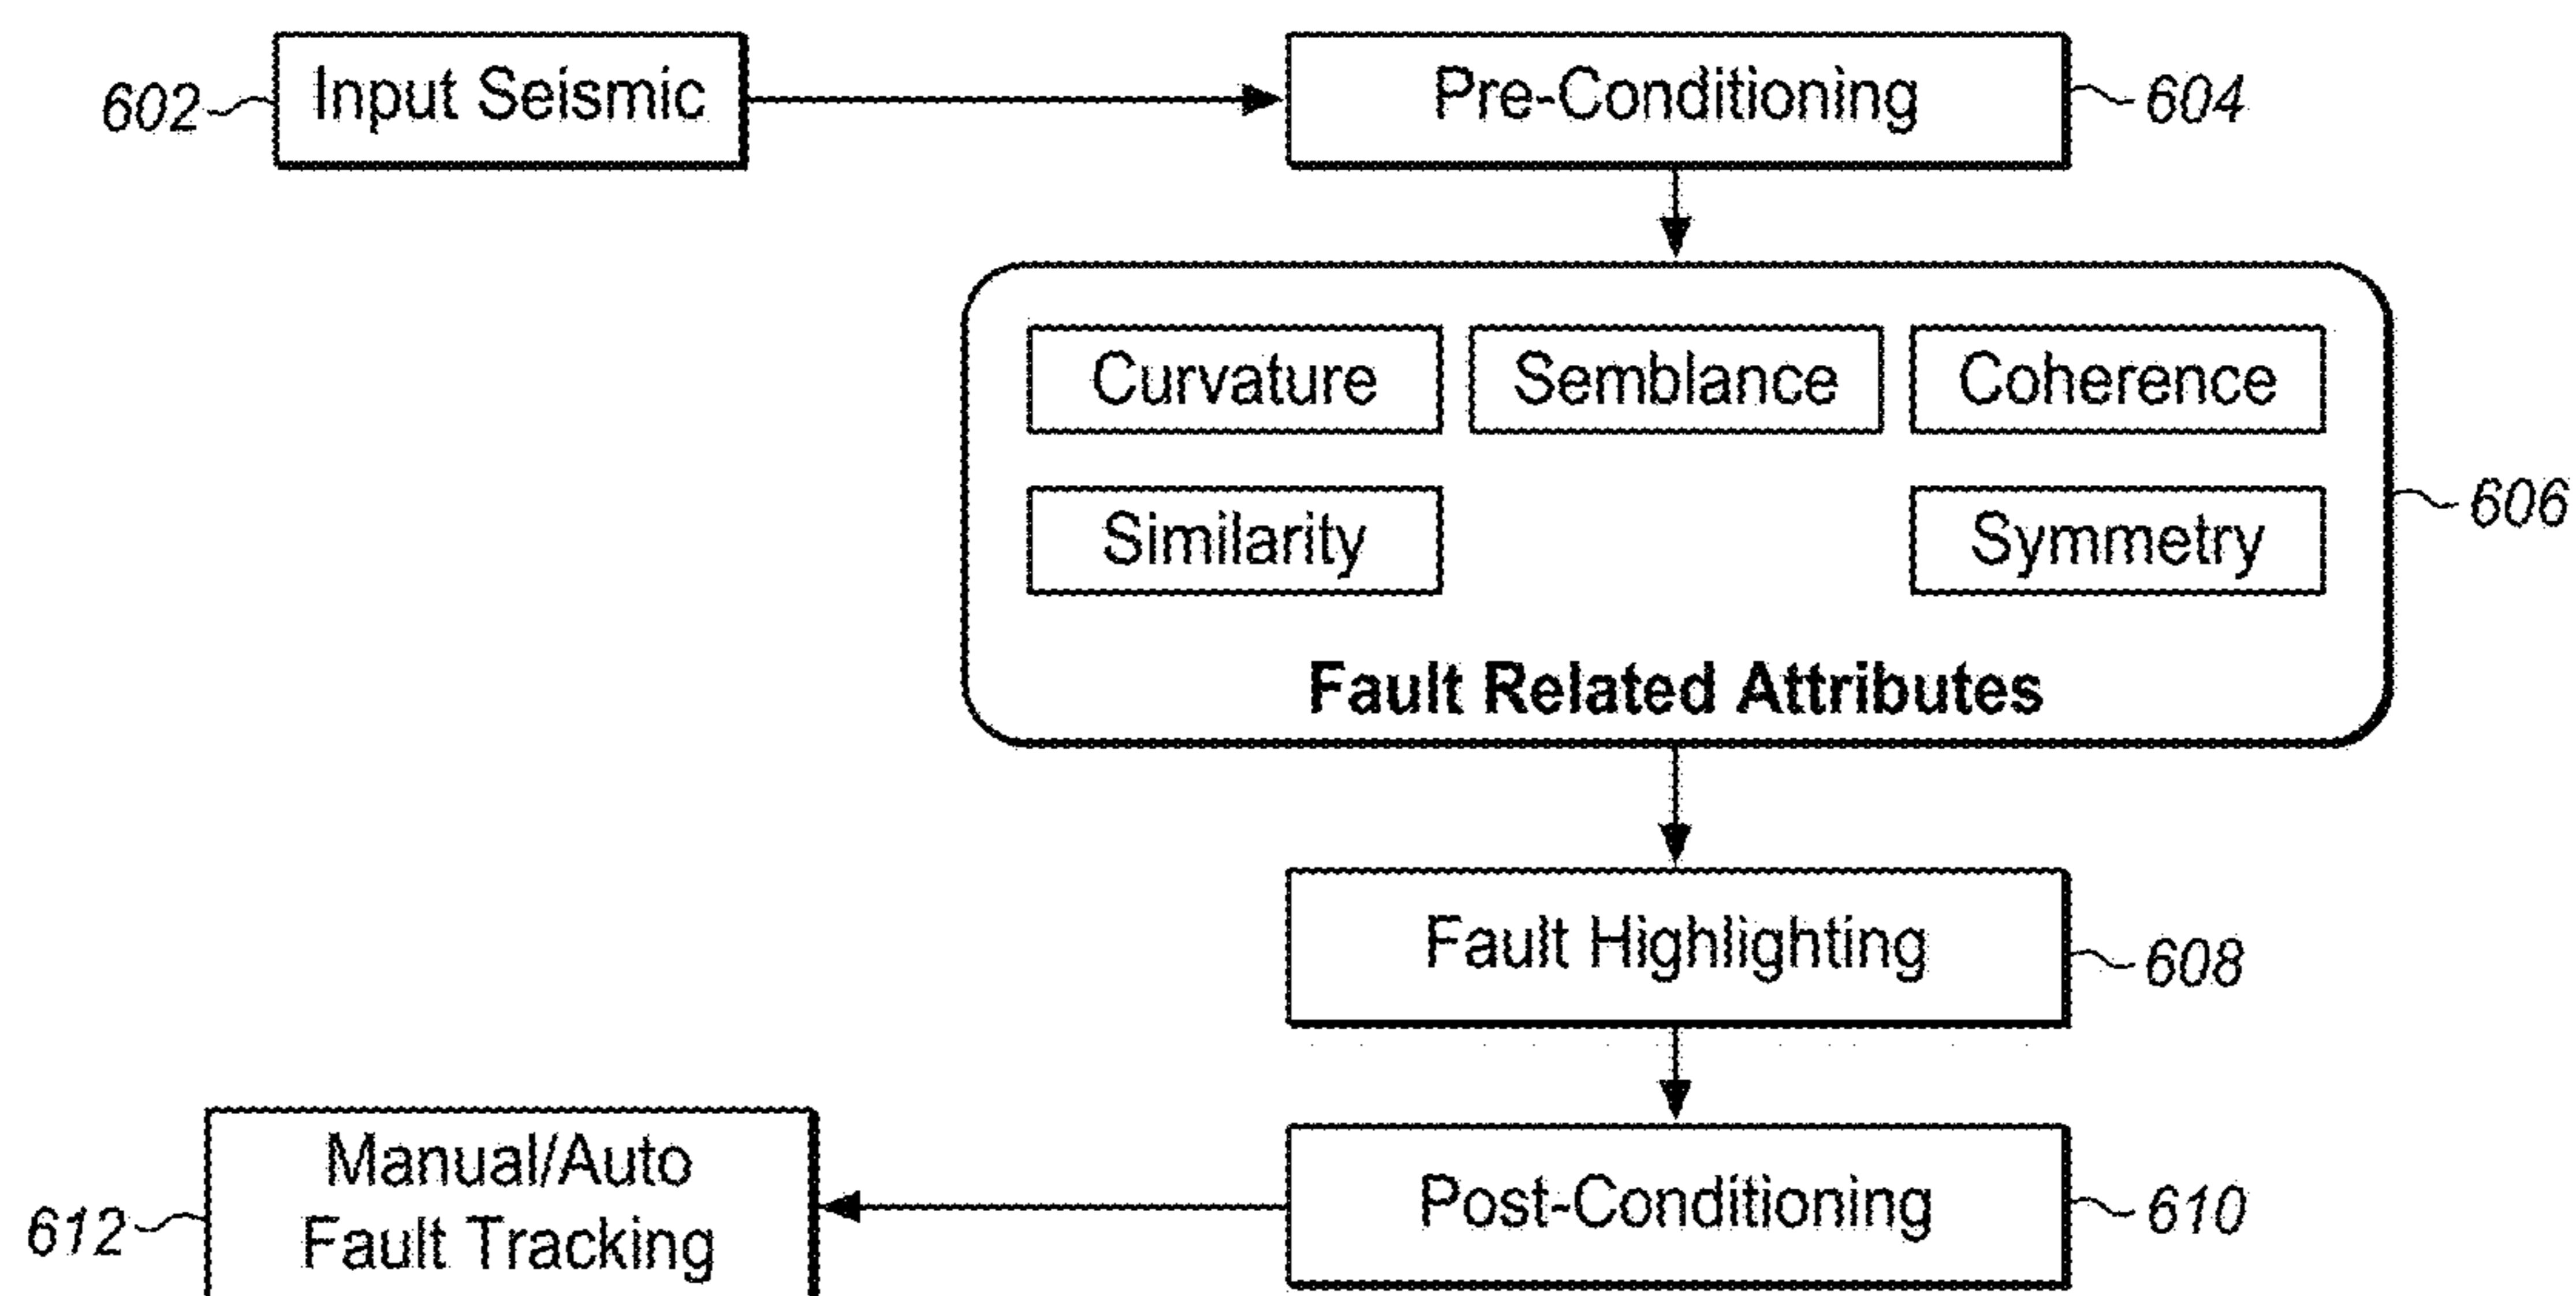 602
Input Seismic
Pre-Conditioning
604
Curvature
Semblance
Coherence
Similarity
Symmetry
606
Fault Related Attributes
Fault Highlighting
608
Manual/Auto
Fault Tracking
612
Post-Conditioning
610